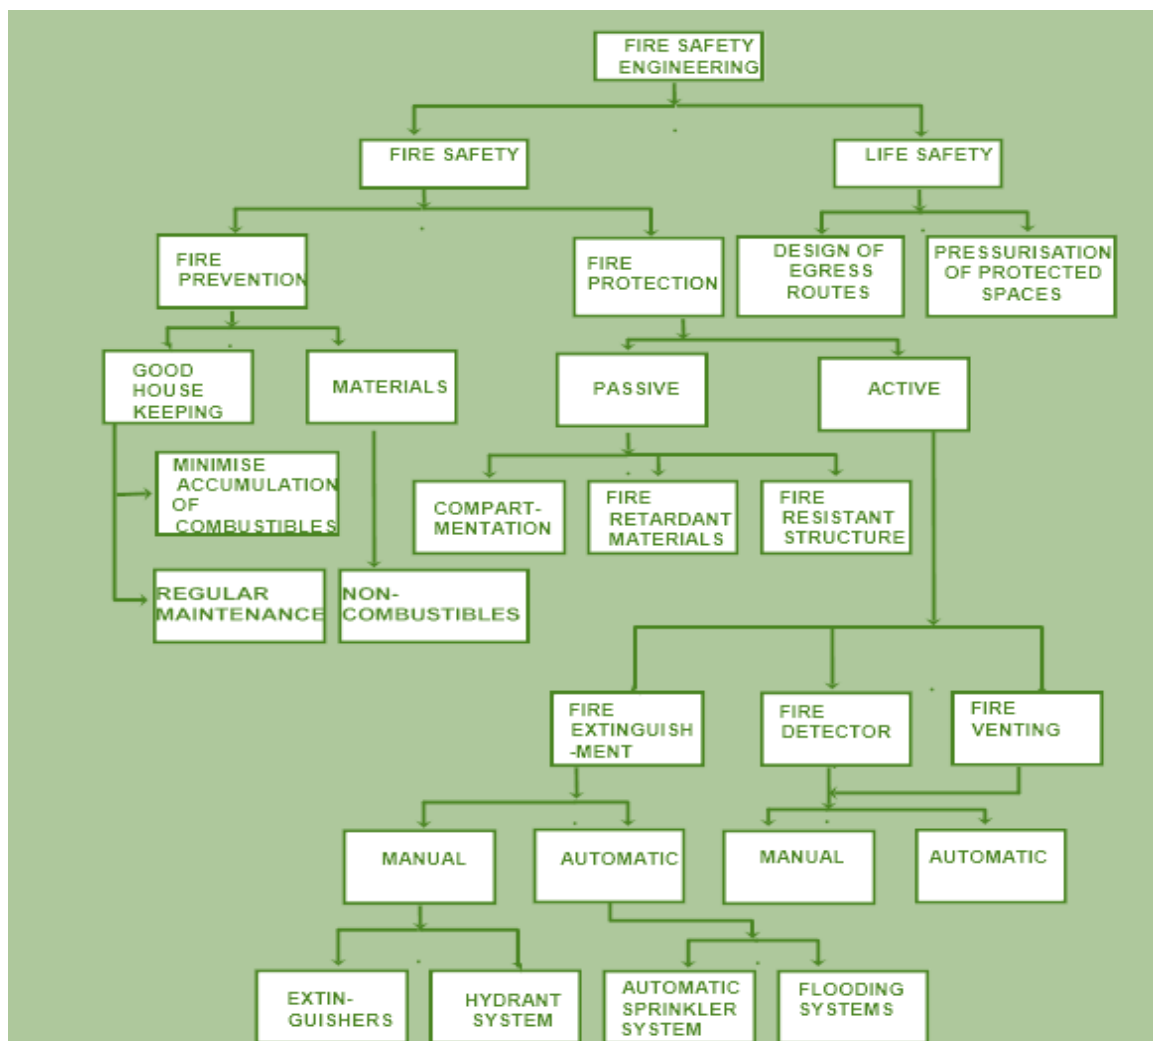 FIRE SAFETY
ENGINEERING
FIRE SAFETY
LIFE SAFETY
FIRE
PREVENTION
FIRE
PROTECTION
DESIGN OF
EGRESS
ROUTES
PRESSURISATION
OF PROTECTED
SPACES
GOOD
HOUSE
KEEPING
MATERIALS
PASSIVE
ACTIVE
MINIMISE
ACCUMULATION
OF
COMBUSTIBLES
COMPART-
MENTATION
FIRE
RETARDANT
MATERIALS
FIRE
RESISTANT
STRUCTURE
REGULAR
MAINTENANCE
NON-
COMBUSTIBLES
FIRE
EXTINGUISH
-MENT
FIRE
DETECTOR
FIRE
VENTING
MANUAL
AUTOMATIC
MANUAL
AUTOMATIC
EXTIN-
GUISHERS
HYDRANT
SYSTEM
AUTOMATIC
SPRINKLER
SYSTEM
FLOODING
SYSTEMS